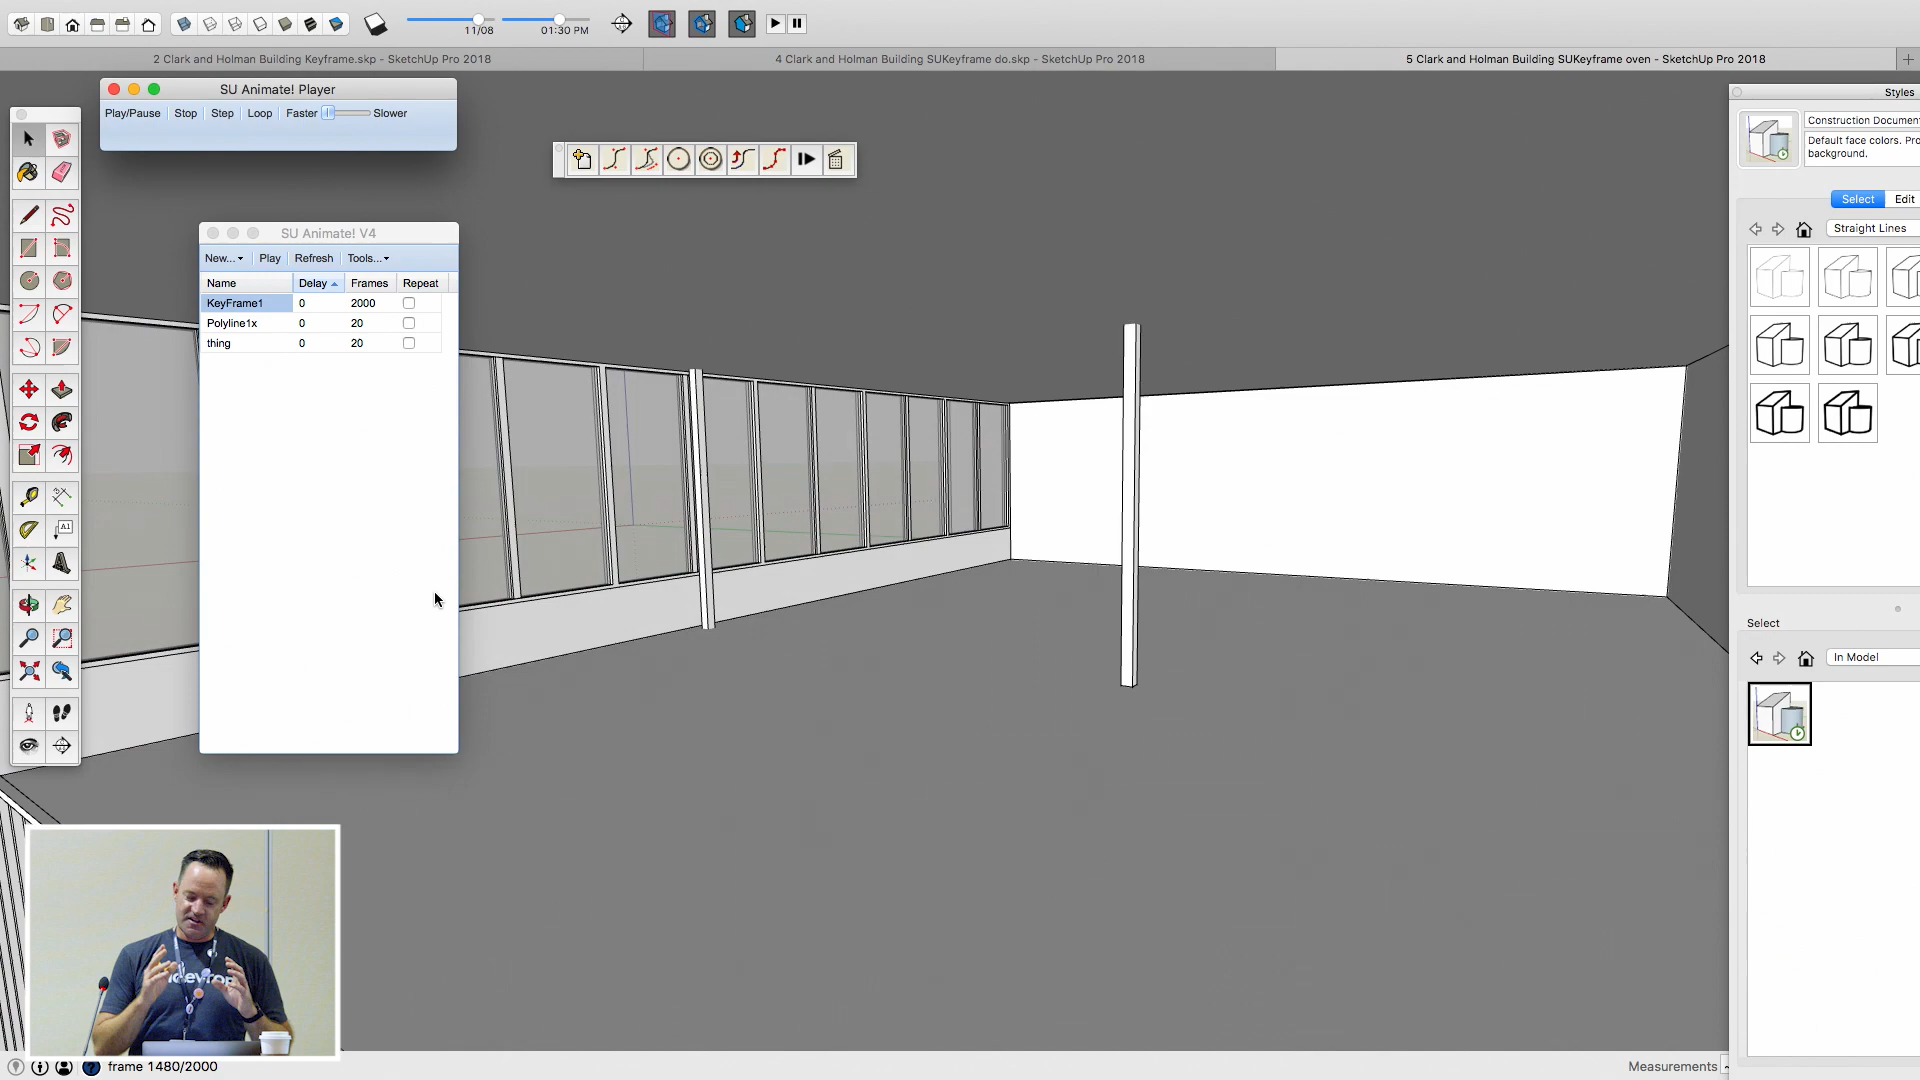 11/08
01:30 PM
2 Clark and Holman Building Keyframe.skp - SketchUp Pro 2018
4 Clark and Holman Building SUKeyframe do.skp - SketchUp Pro 2018
5 Clark and Holman Building SUKeyframe oven - SketchUp Pro 2018
SU Animate! Player
Play/Pause Stop Step Loop Faster Slower
SU Animate! V4
New... Play Refresh Tools...
Name Delay Frames Repeat
KeyFrame1 0 2000
Polyline1x 0 20
thing 0 20
A1
Styles
Construction Documen
Default face colors. Pro
background.
Select Edit
Straight Lines
Select
In Model
frame 1480/2000
Measurements